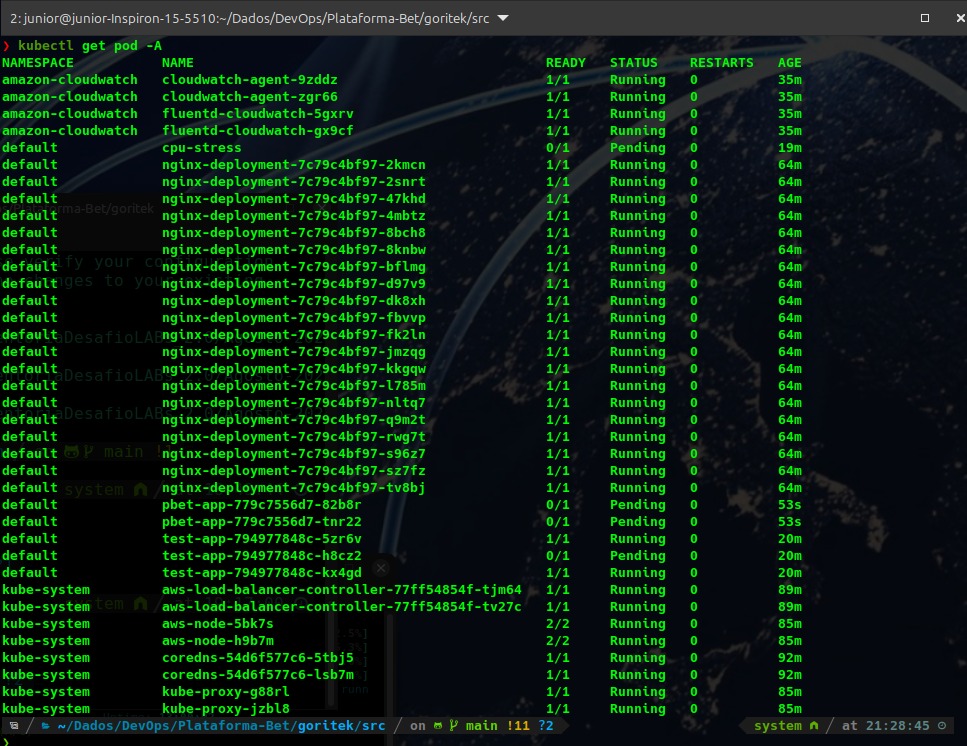 2: junior@junior-Inspiron-15-5510:~/Dados/DevOps/Plataforma-Bet/goritek/src
❯ kubectl get pod -A
NAMESPACE NAME READY STATUS RESTARTS AGE
amazon-cloudwatch cloudwatch-agent-9zddz 1/1 Running 0 35m
amazon-cloudwatch cloudwatch-agent-zgr66 1/1 Running 0 35m
amazon-cloudwatch fluentd-cloudwatch-5gxrv 1/1 Running 0 35m
amazon-cloudwatch fluentd-cloudwatch-gx9cf 1/1 Running 0 35m
default cpu-stress 0/1 Pending 0 19m
default nginx-deployment-7c79c4bf97-2kmcn 1/1 Running 0 64m
default nginx-deployment-7c79c4bf97-2snrt 1/1 Running 0 64m
default nginx-deployment-7c79c4bf97-47khd 1/1 Running 0 64m
default nginx-deployment-7c79c4bf97-4mbtz 1/1 Running 0 64m
default nginx-deployment-7c79c4bf97-8bch8 1/1 Running 0 64m
default nginx-deployment-7c79c4bf97-8knbw 1/1 Running 0 64m
default nginx-deployment-7c79c4bf97-bflmg 1/1 Running 0 64m
default nginx-deployment-7c79c4bf97-d97v9 1/1 Running 0 64m
default nginx-deployment-7c79c4bf97-dk8xh 1/1 Running 0 64m
default nginx-deployment-7c79c4bf97-fbvvp 1/1 Running 0 64m
default nginx-deployment-7c79c4bf97-fk2ln 1/1 Running 0 64m
default nginx-deployment-7c79c4bf97-jmzqg 1/1 Running 0 64m
default nginx-deployment-7c79c4bf97-kkgqw 1/1 Running 0 64m
default nginx-deployment-7c79c4bf97-l785m 1/1 Running 0 64m
default nginx-deployment-7c79c4bf97-nltq7 1/1 Running 0 64m
default nginx-deployment-7c79c4bf97-q9m2t 1/1 Running 0 64m
default nginx-deployment-7c79c4bf97-rwg7t 1/1 Running 0 64m
default nginx-deployment-7c79c4bf97-s96z7 1/1 Running 0 64m
default nginx-deployment-7c79c4bf97-sz7fz 1/1 Running 0 64m
default nginx-deployment-7c79c4bf97-tv8bj 1/1 Running 0 64m
default pbet-app-779c7556d7-82b8r 0/1 Pending 0 53s
default pbet-app-779c7556d7-tnr22 0/1 Pending 0 53s
default test-app-794977848c-5zr6v 1/1 Running 0 20m
default test-app-794977848c-h8cz2 0/1 Pending 0 20m
default test-app-794977848c-kx4gd 1/1 Running 0 20m
kube-system aws-load-balancer-controller-77ff54854f-tjm64 1/1 Running 0 89m
kube-system aws-load-balancer-controller-77ff54854f-tv27c 1/1 Running 0 89m
kube-system aws-node-5bk7s 2/2 Running 0 85m
kube-system aws-node-h9b7m 2/2 Running 0 85m
kube-system coredns-54d6f577c6-5tbj5 1/1 Running 0 92m
kube-system coredns-54d6f577c6-lsb7m 1/1 Running 0 92m
kube-system kube-proxy-g88rl 1/1 Running 0 85m
kube-system kube-proxy-jzbl8 1/1 Running 0 85m
~/Dados/DevOps/Plataforma-Bet/goritek/src on main !11 ?2 system at 21:28:45
❯